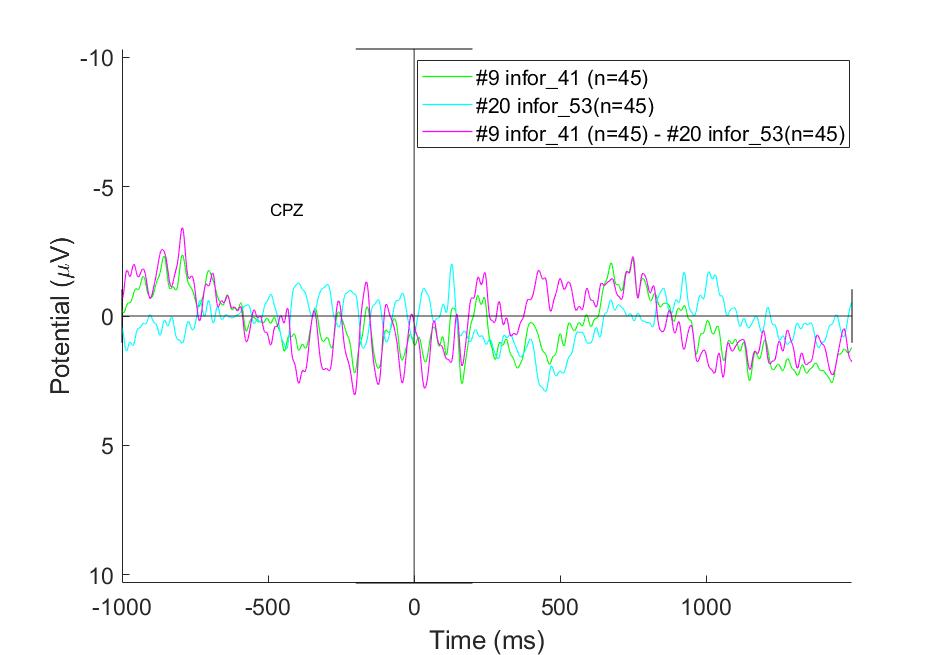 -10
#9 infor_41 (n=45)
#20 infor_53(n=45)
#9 infor_41 (n=45) - #20 infor_53(n=45)
-5
CPZ
Potential (μV)
0
5
10
-1000
-500
0
500
1000
Time (ms)